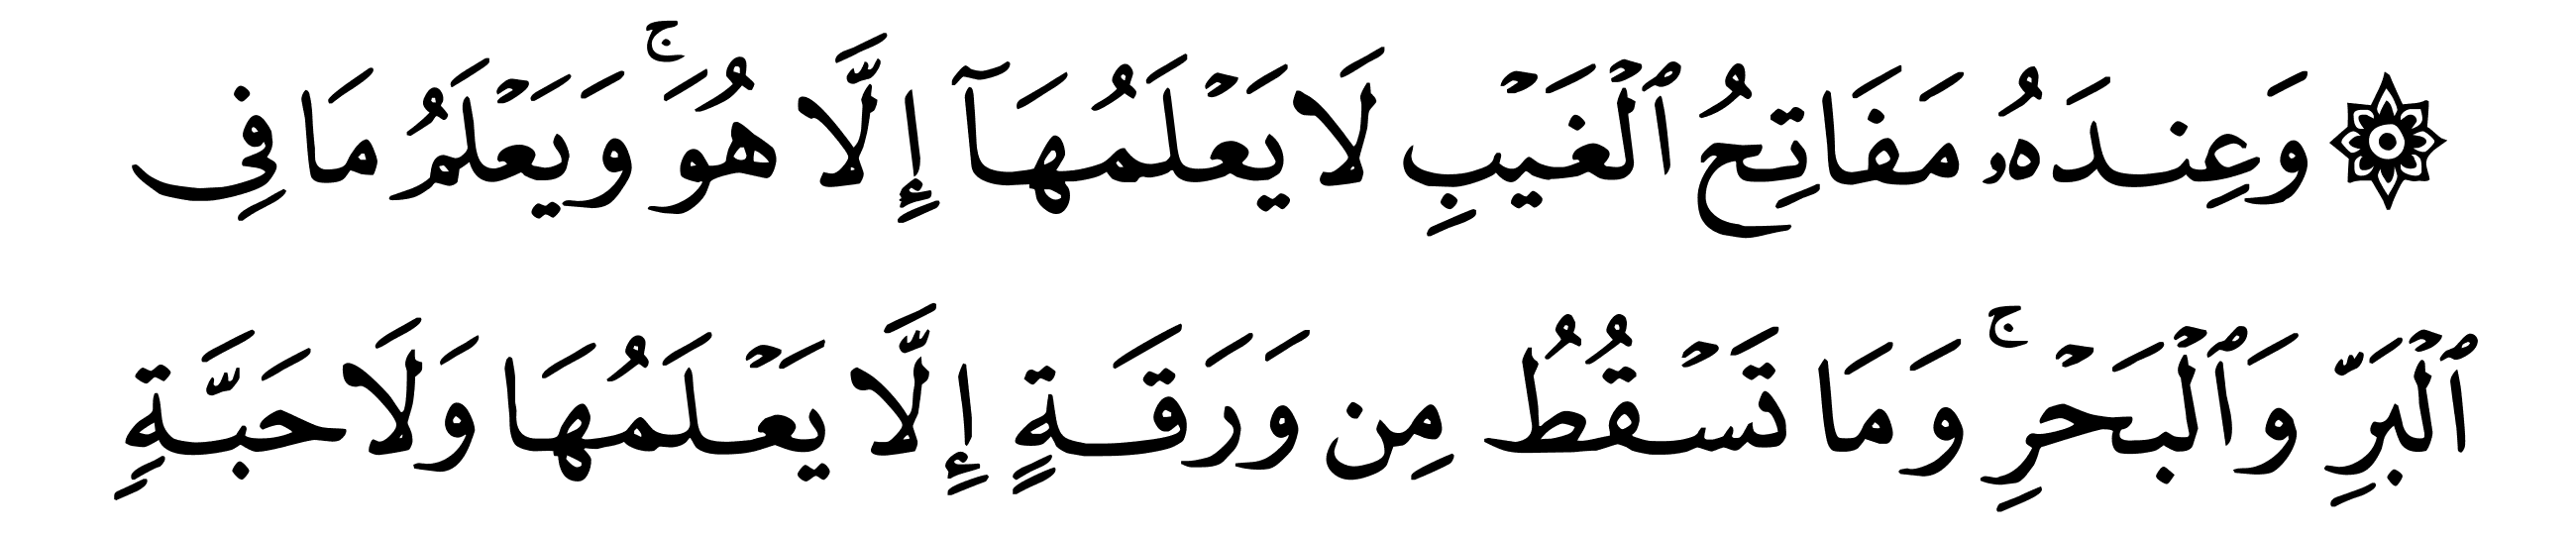 ۞ وَعِندَهُۥ مَفَاتِحُ ٱلْغَيْبِ لَا يَعْلَمُهَآ إِلَّا هُوَ ۚ وَيَعْلَمُ مَا فِى
ٱلْبَرِّ وَٱلْبَحْرِ ۚ وَمَا تَسْقُطُ مِن وَرَقَةٍ إِلَّا يَعْلَمُهَا وَلَا حَبَّةٍ